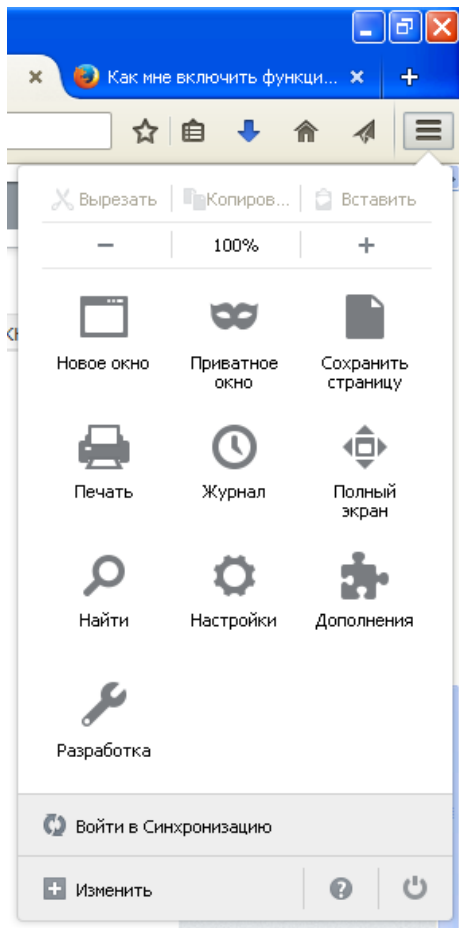 Как мне включить функци...
Вырезать Копиров... Вставить
− 100% +
Новое окно Приватное окно Сохранить страницу
Печать Журнал Полный экран
Найти Настройки Дополнения
Разработка
Войти в Синхронизацию
Изменить